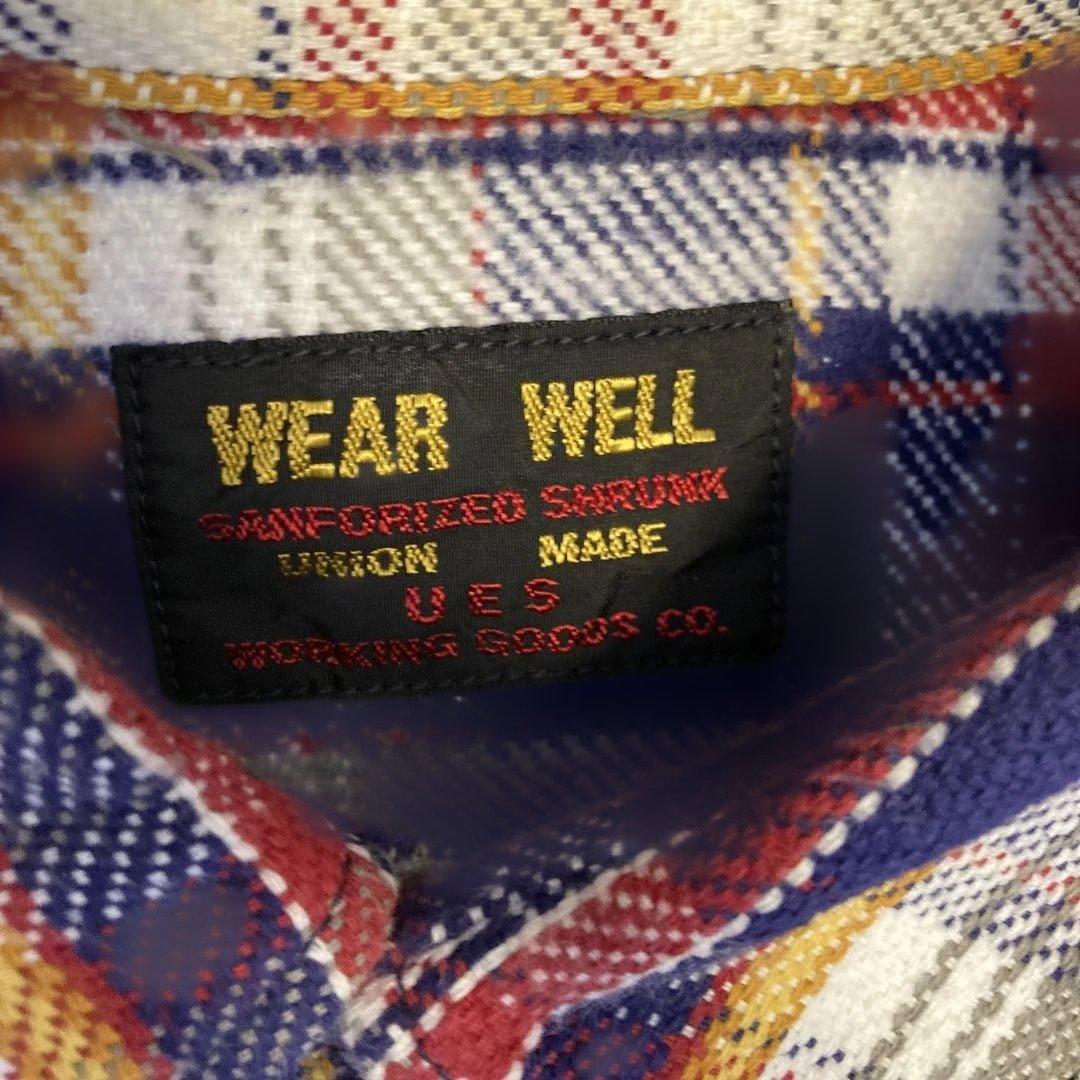 WEAR WELL
SANFORIZED SHRUNK
UNION MADE
U E S
WORKING GOODS CO.